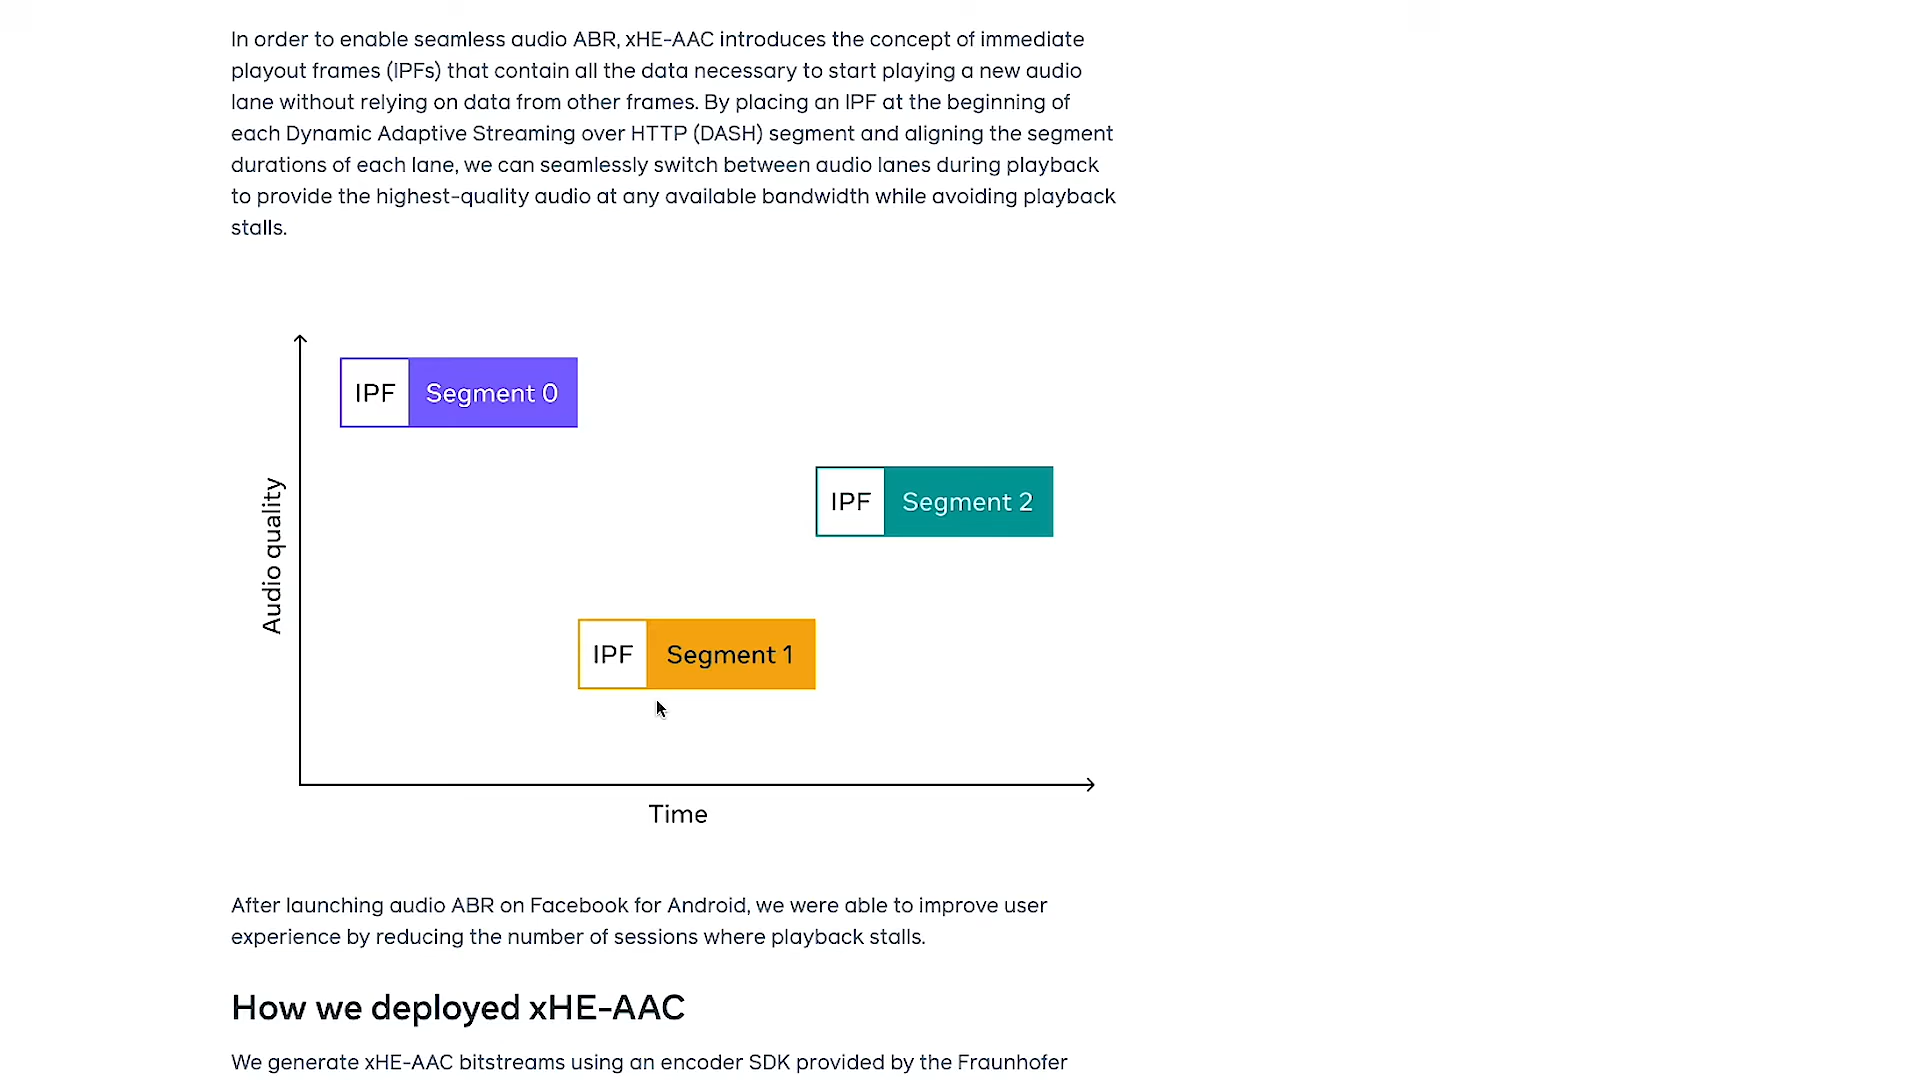 In order to enable seamless audio ABR, xHE-AAC introduces the concept of immediate
playout frames (IPFs) that contain all the data necessary to start playing a new audio
lane without relying on data from other frames. By placing an IPF at the beginning of
each Dynamic Adaptive Streaming over HTTP (DASH) segment and aligning the segment
durations of each lane, we can seamlessly switch between audio lanes during playback
to provide the highest-quality audio at any available bandwidth while avoiding playback
stalls.
IPF Segment 0
IPF Segment 2
Audio quality
IPF Segment 1
Time
After launching audio ABR on Facebook for Android, we were able to improve user
experience by reducing the number of sessions where playback stalls.
How we deployed xHE-AAC
We generate xHE-AAC bitstreams using an encoder SDK provided by the Fraunhofer